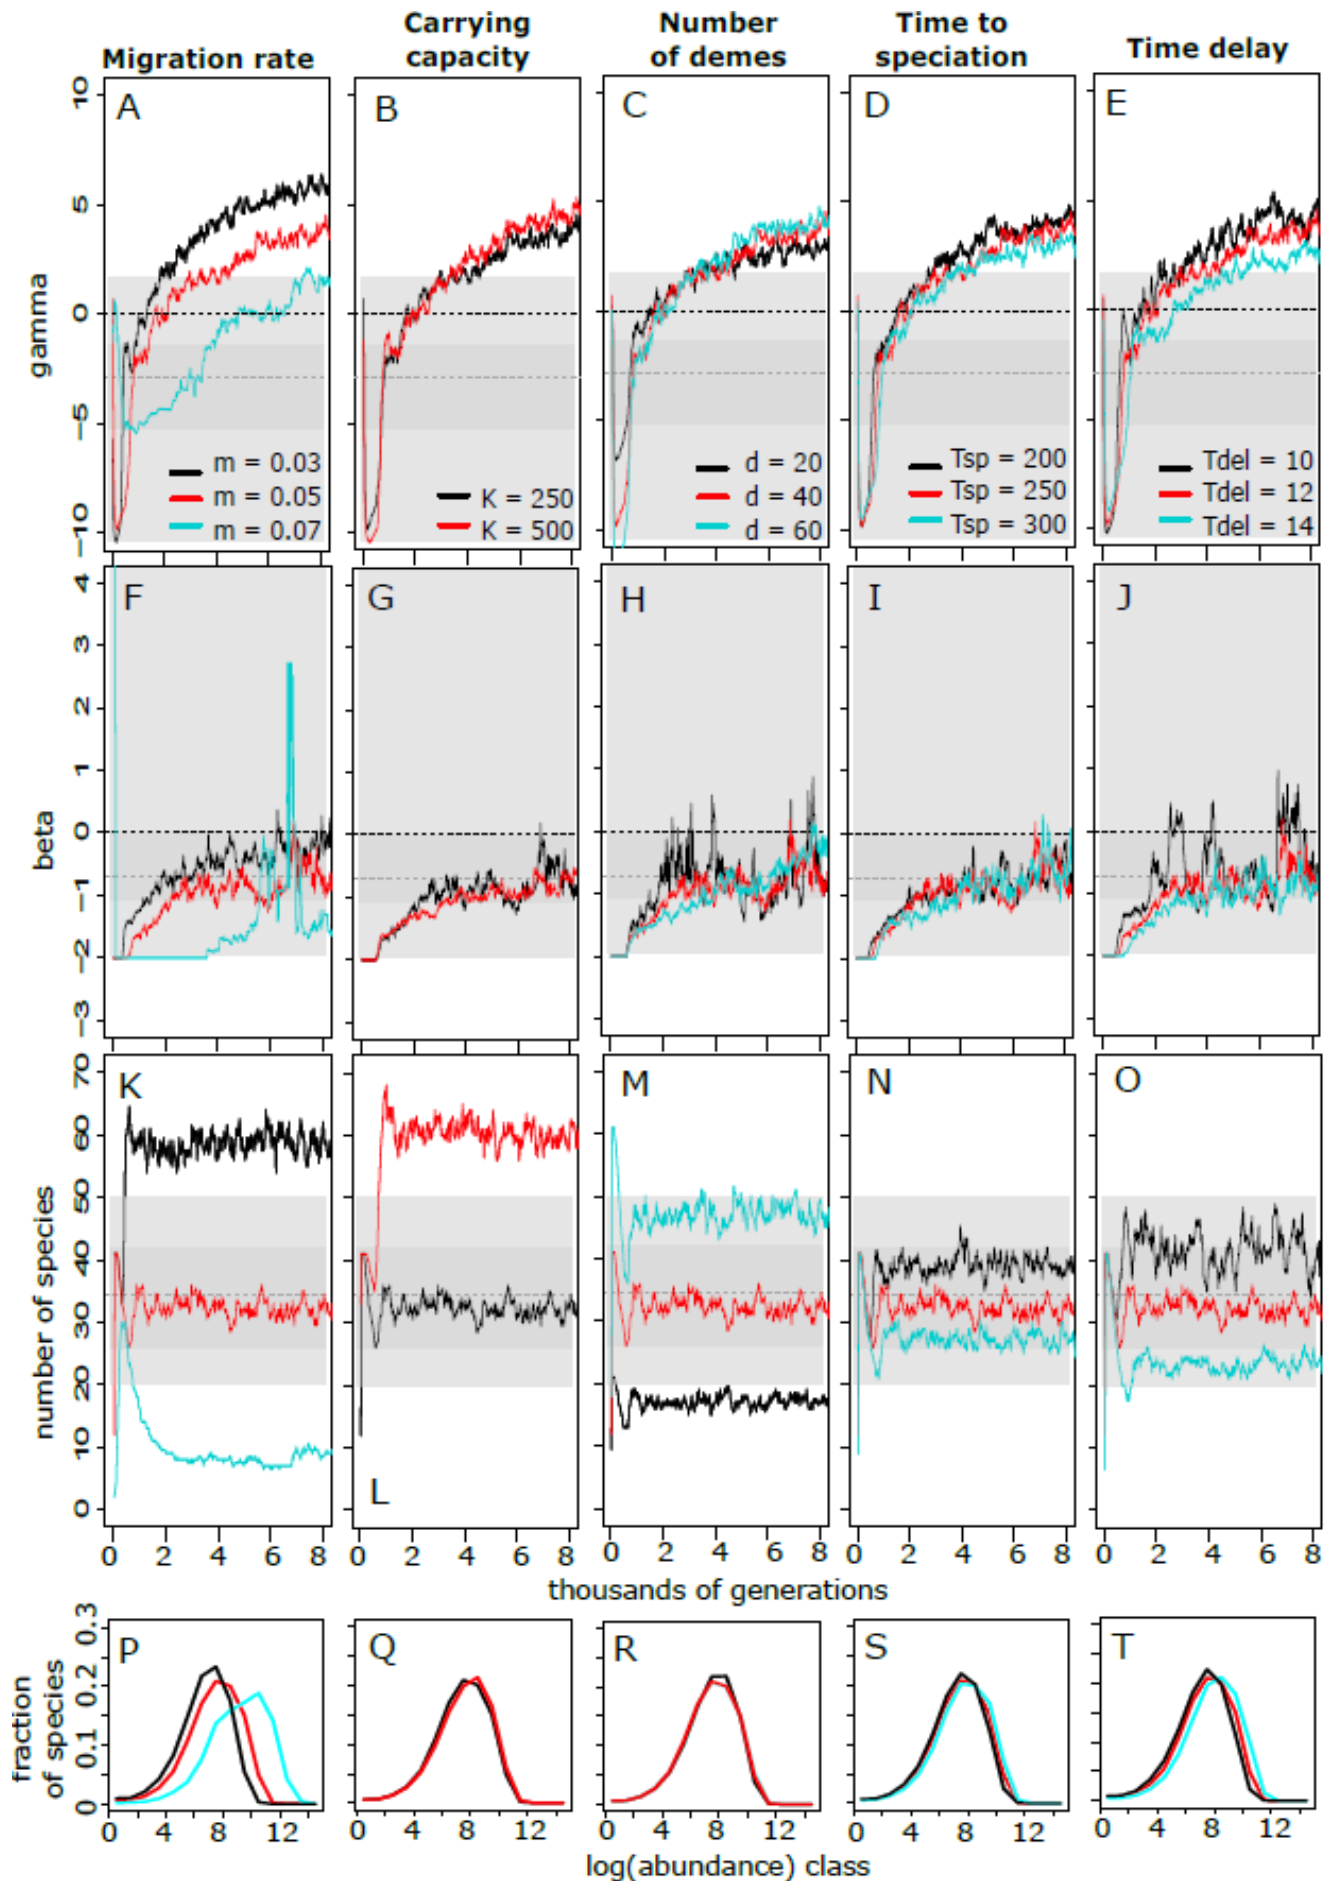 Migration rate
Carrying
capacity
Number
of demes
Time to
speciation
Time delay
A
B
C
D
E
10
5
0
−5
−10
gamma
m = 0.03
m = 0.05
m = 0.07
K = 250
K = 500
d = 20
d = 40
d = 60
Tsp = 200
Tsp = 250
Tsp = 300
Tdel = 10
Tdel = 12
Tdel = 14
F
G
H
I
J
4
3
2
1
0
−1
−2
−3
beta
K
L
M
N
O
70
60
50
40
30
20
10
0
number of species
0 2 4 6 8
0 2 4 6 8
0 2 4 6 8
0 2 4 6 8
0 2 4 6 8
thousands of generations
P
Q
R
S
T
0.3
0.2
0.1
0
fraction
of species
0 4 8 12
0 4 8 12
0 4 8 12
0 4 8 12
0 4 8 12
log(abundance) class